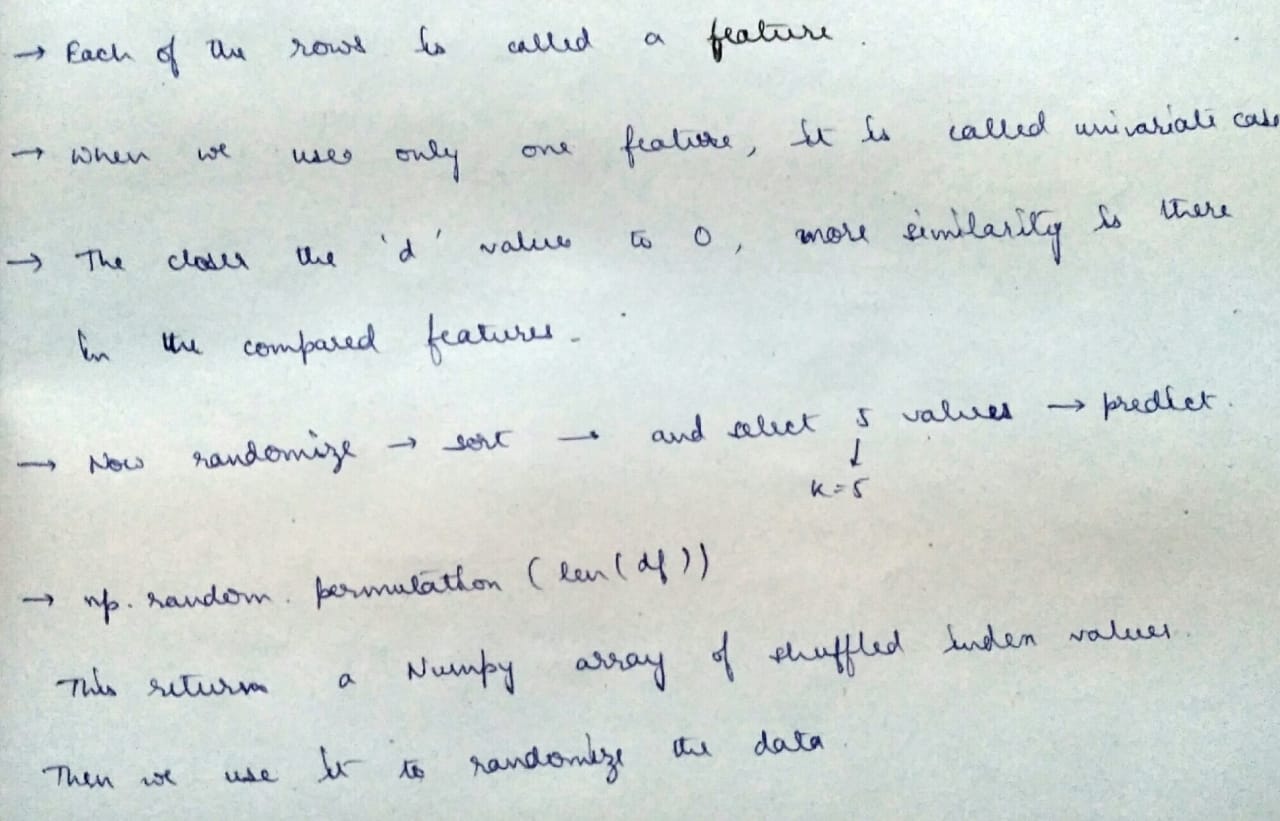 → Each of the rows is called a feature.
→ When we uses only one feature, it is called univariate case
→ The closer the 'd' value to 0, more similarity is there
in the compared features.
→ Now randomize → sort → and select 5 values → predict.
↓
k=5
→ np.random.permutation (len(df))
This returns a Numpy array of shuffled index values.
Then we use it to randomize the data.